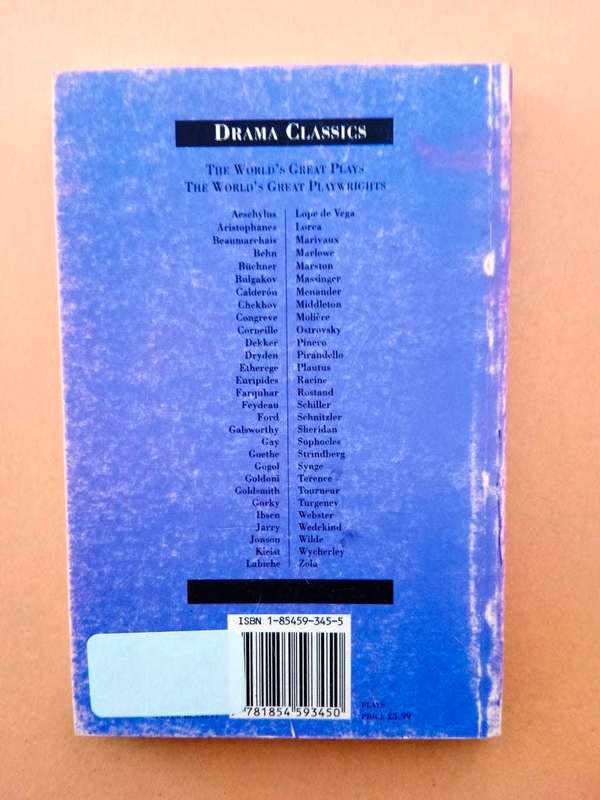 DRAMA CLASSICS
THE WORLD'S GREAT PLAYS
THE WORLD'S GREAT PLAYWRIGHTS
Aeschylus
Aristophanes
Beaumarchais
Behn
Büchner
Bulgakov
Calderón
Chekhov
Congreve
Corneille
Dekker
Dryden
Etherege
Euripides
Farquhar
Feydeau
Ford
Galsworthy
Gay
Goethe
Gogol
Goldoni
Goldsmith
Gorky
Ibsen
Jarry
Jonson
Kleist
Labiche
Lope de Vega
Lorca
Marivaux
Marlowe
Marston
Massinger
Menander
Middleton
Molière
Ostrovsky
Pinero
Pirandello
Plautus
Racine
Rostand
Schiller
Schnitzler
Sheridan
Sophocles
Strindberg
Synge
Terence
Tourneur
Turgenev
Webster
Wedekind
Wilde
Wycherley
Zola
ISBN 1-85459-345-5
781854 593450
PLAYS
PRICE £3.99